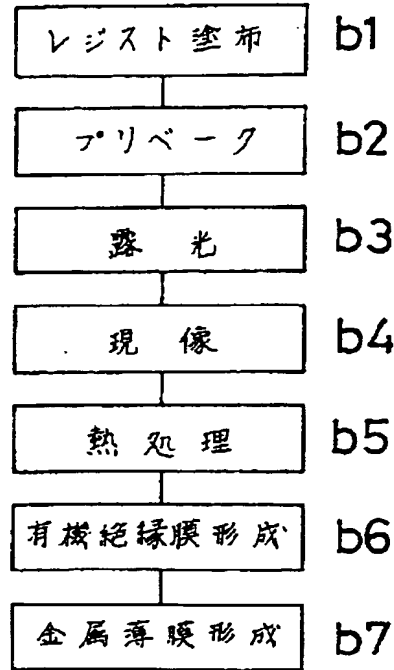 レジスト塗布 b1
プリベーク b2
露光 b3
現像 b4
熱処理 b5
有機絶縁膜形成 b6
金属薄膜形成 b7